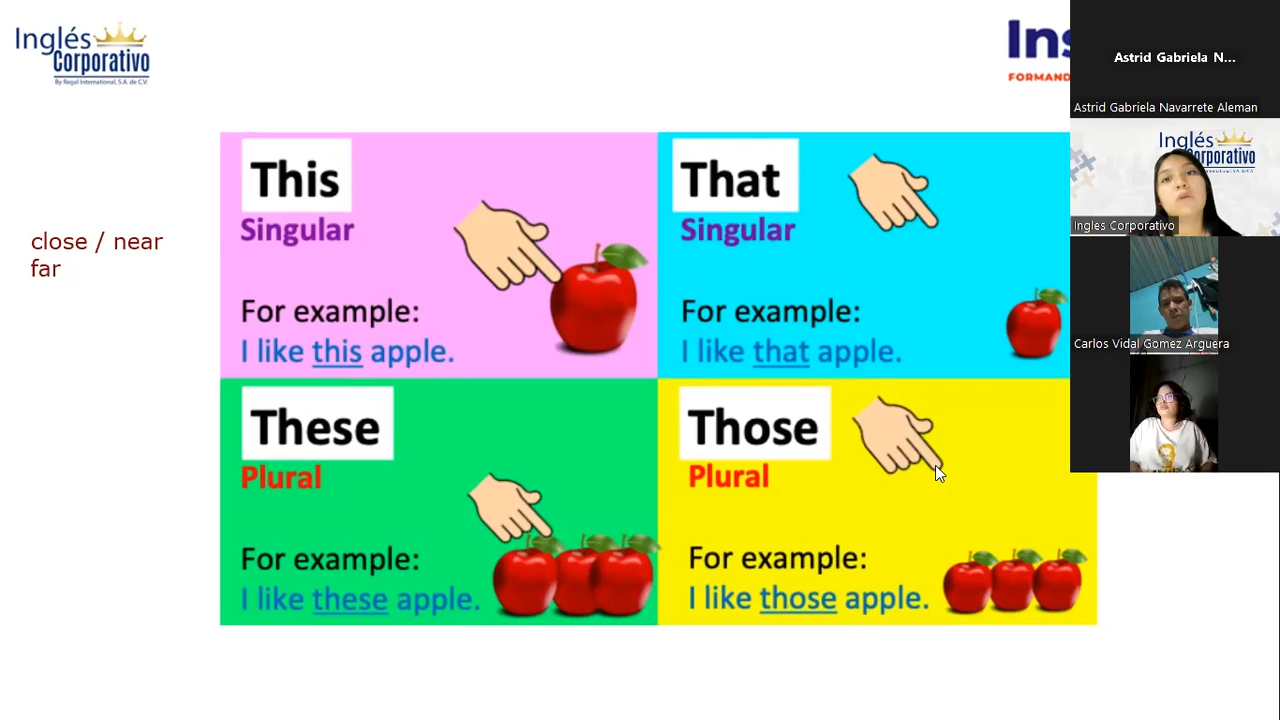 Inglés
Corporativo
By Regal International, S.A. de C.V.
Ins
FORMAND
close / near
far
This
Singular
For example:
I like this apple.
That
Singular
For example:
I like that apple.
These
Plural
For example:
I like these apple.
Those
Plural
For example:
I like those apple.
Astrid Gabriela N...
Astrid Gabriela Navarrete Aleman
Inglés
Corporativo
Ingles Corporativo
Carlos Vidal Gomez Arguera